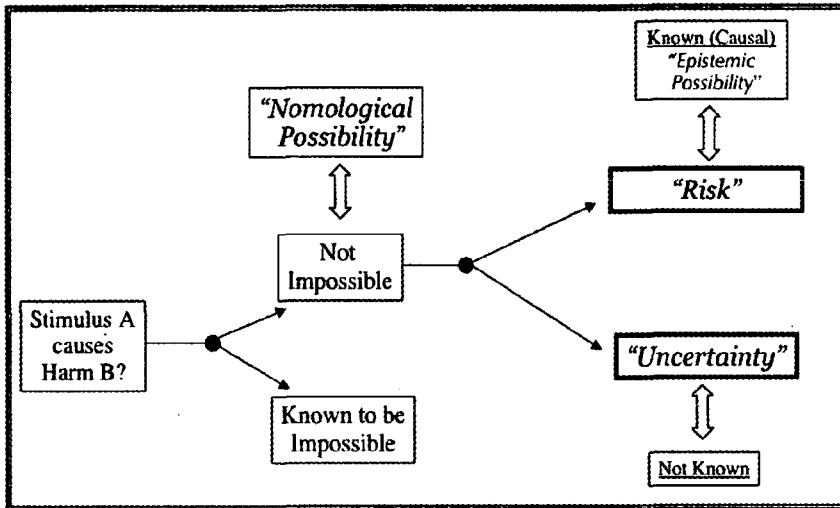 Known (Causal)
"Epistemic
Possibility"
"Nomological
Possibility"
"Risk"
Not
Impossible
Stimulus A
causes
Harm B?
"Uncertainty"
Known to be
Impossible
Not Known